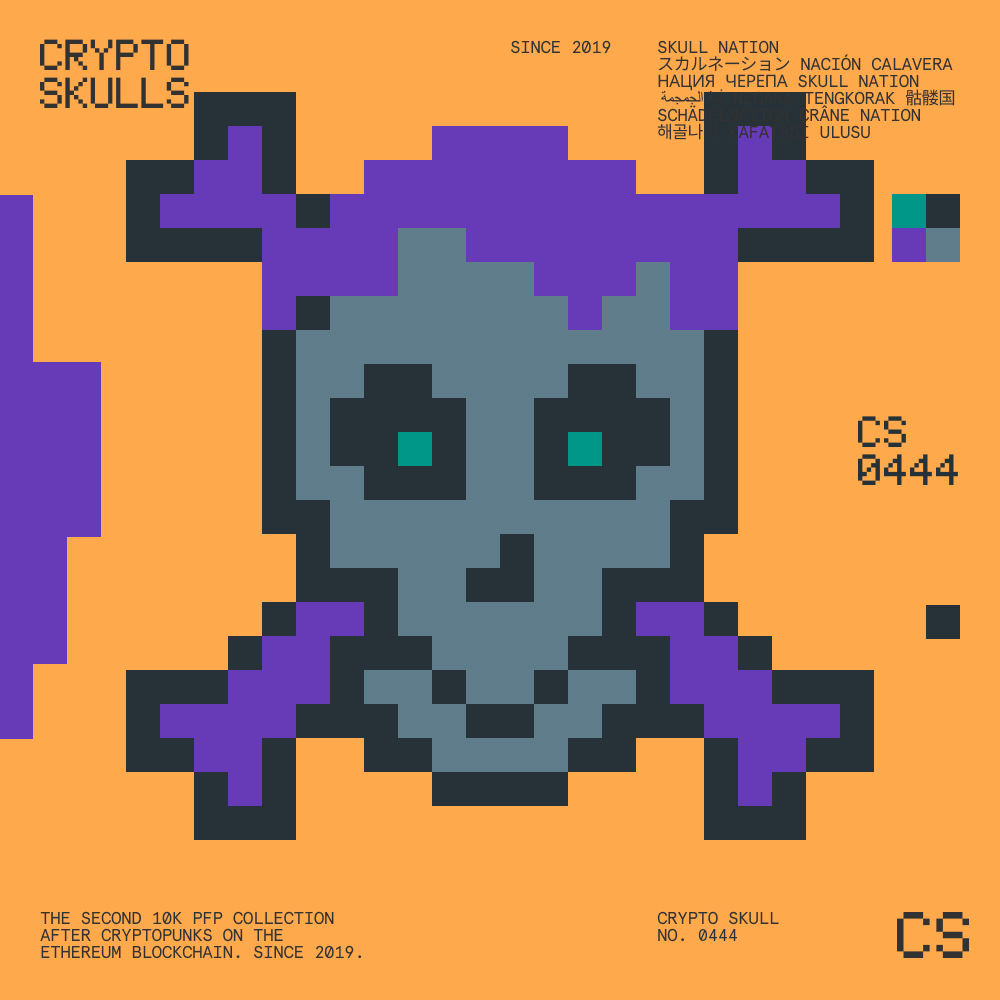 CRYPTO
SKULLS
SINCE 2019
SKULL NATION
スカルネーション NACIÓN CALAVERA
НАЦИЯ ЧЕРЕПА SKULL NATION
الجمجمة TENGKORAK 骷髅国
CRÂNE NATION
ULUSU
CS
0444
THE SECOND 10K PFP COLLECTION
AFTER CRYPTOPUNKS ON THE
ETHEREUM BLOCKCHAIN. SINCE 2019.
CRYPTO SKULL
NO. 0444
CS